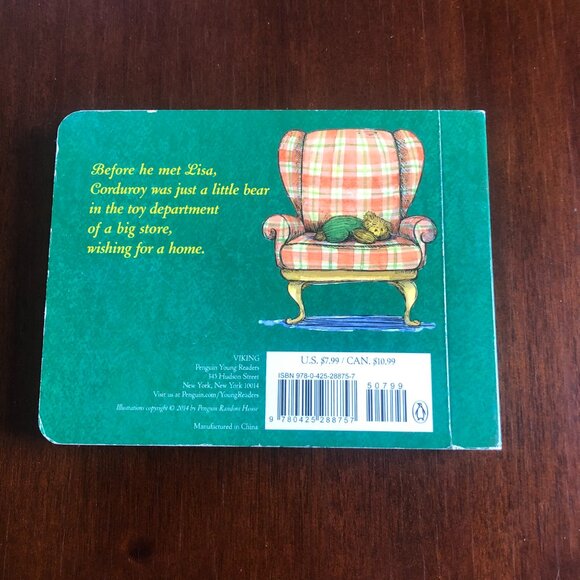 Before he met Lisa,
Corduroy was just a little bear
in the toy department
of a big store,
wishing for a home.
VIKING
Penguin Young Readers
345 Hudson Street
New York, New York 10014
Visit us at Penguin.com/YoungReaders
Illustrations copyright © 2014 by Penguin Random House
Manufactured in China
U.S. $7.99 / CAN. $10.99
ISBN 978-0-425-28875-7
50799
9 780425 288757